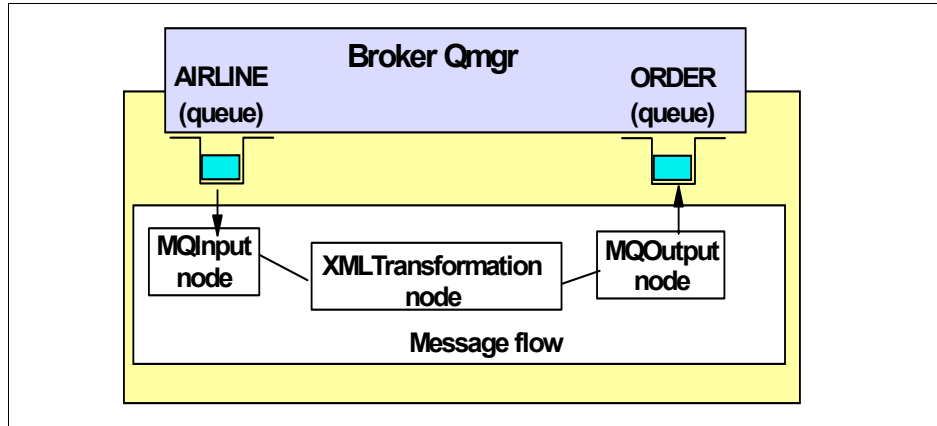 Broker Qmgr
AIRLINE
(queue)
ORDER
(queue)
MQInput
node
XMLTransformation
node
MQOutput
node
Message flow